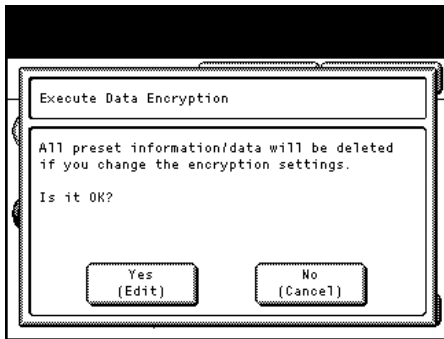 Execute Data Encryption
All preset information/data will be deleted
if you change the encryption settings.
Is it OK?
Yes
(Edit)
No
(Cancel)